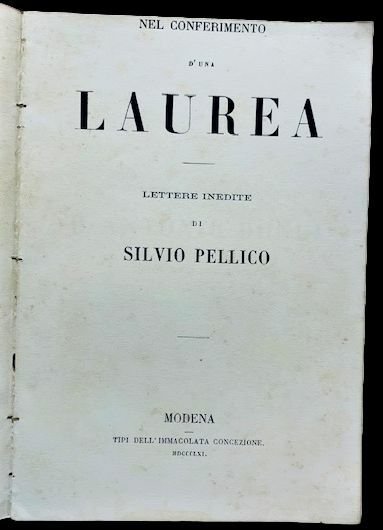 NEL CONFERIMENTO
D'UNA
LAUREA
LETTERE INEDITE
DI
SILVIO PELLICO
MODENA
TIPI DELL'IMMACOLATA CONCEZIONE.
MDCCCLXI.